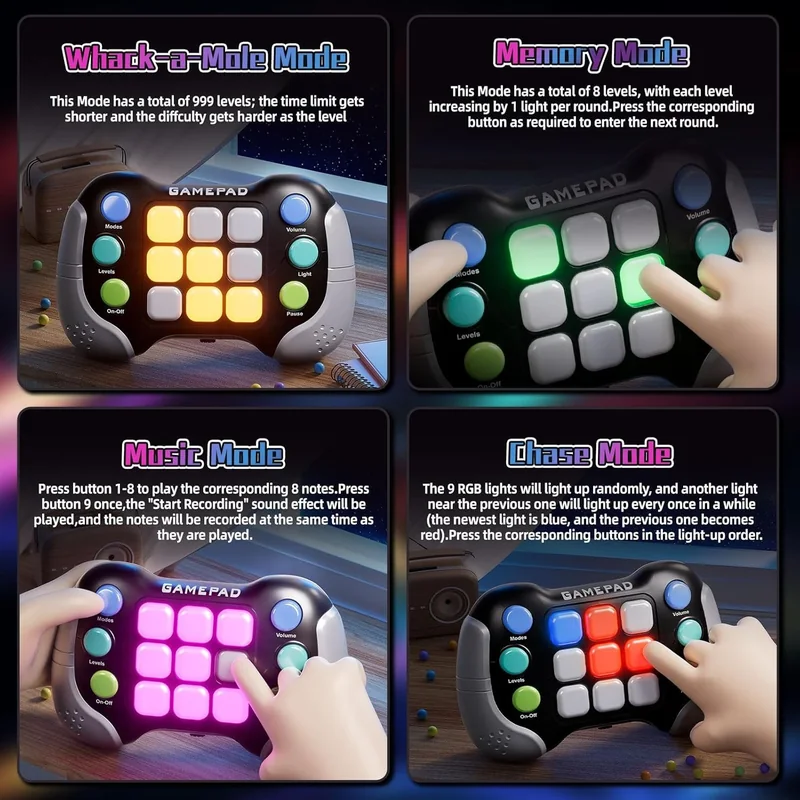 Whack-a-Mole Mode
This Mode has a total of 999 levels; the time limit gets
shorter and the diffculty gets harder as the level
GAMEPAD
Modes
Levels
On-Off
Volume
Light
Pause
Memory Mode
This Mode has a total of 8 levels, with each level
increasing by 1 light per round.Press the corresponding
button as required to enter the next round.
GAMEPAD
Modes
Levels
On-Off
Volume
Music Mode
Press button 1-8 to play the corresponding 8 notes.Press
button 9 once,the "Start Recording" sound effect will be
played,and the notes will be recorded at the same time as
they are played.
GAMEPAD
Modes
Levels
On-Off
Volume
Chase Mode
The 9 RGB lights will light up randomly, and another light
near the previous one will light up every once in a while
(the newest light is blue, and the previous one becomes
red).Press the corresponding buttons in the light-up order.
GAMEPAD
Modes
Levels
On-Off
Volume